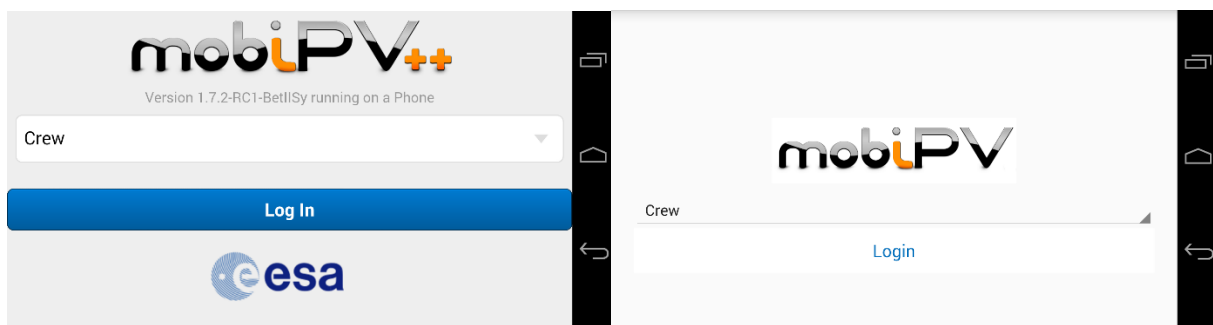 mobiPV++
Version 1.7.2-RC1-BetIISy running on a Phone
Crew
Log In
esa
mobiPV
Crew
Login